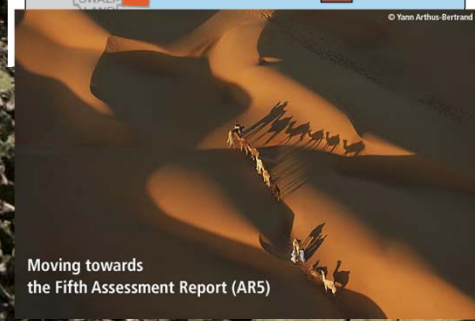 © Yann Arthus-Bertrand
Moving towards
the Fifth Assessment Report (AR5)